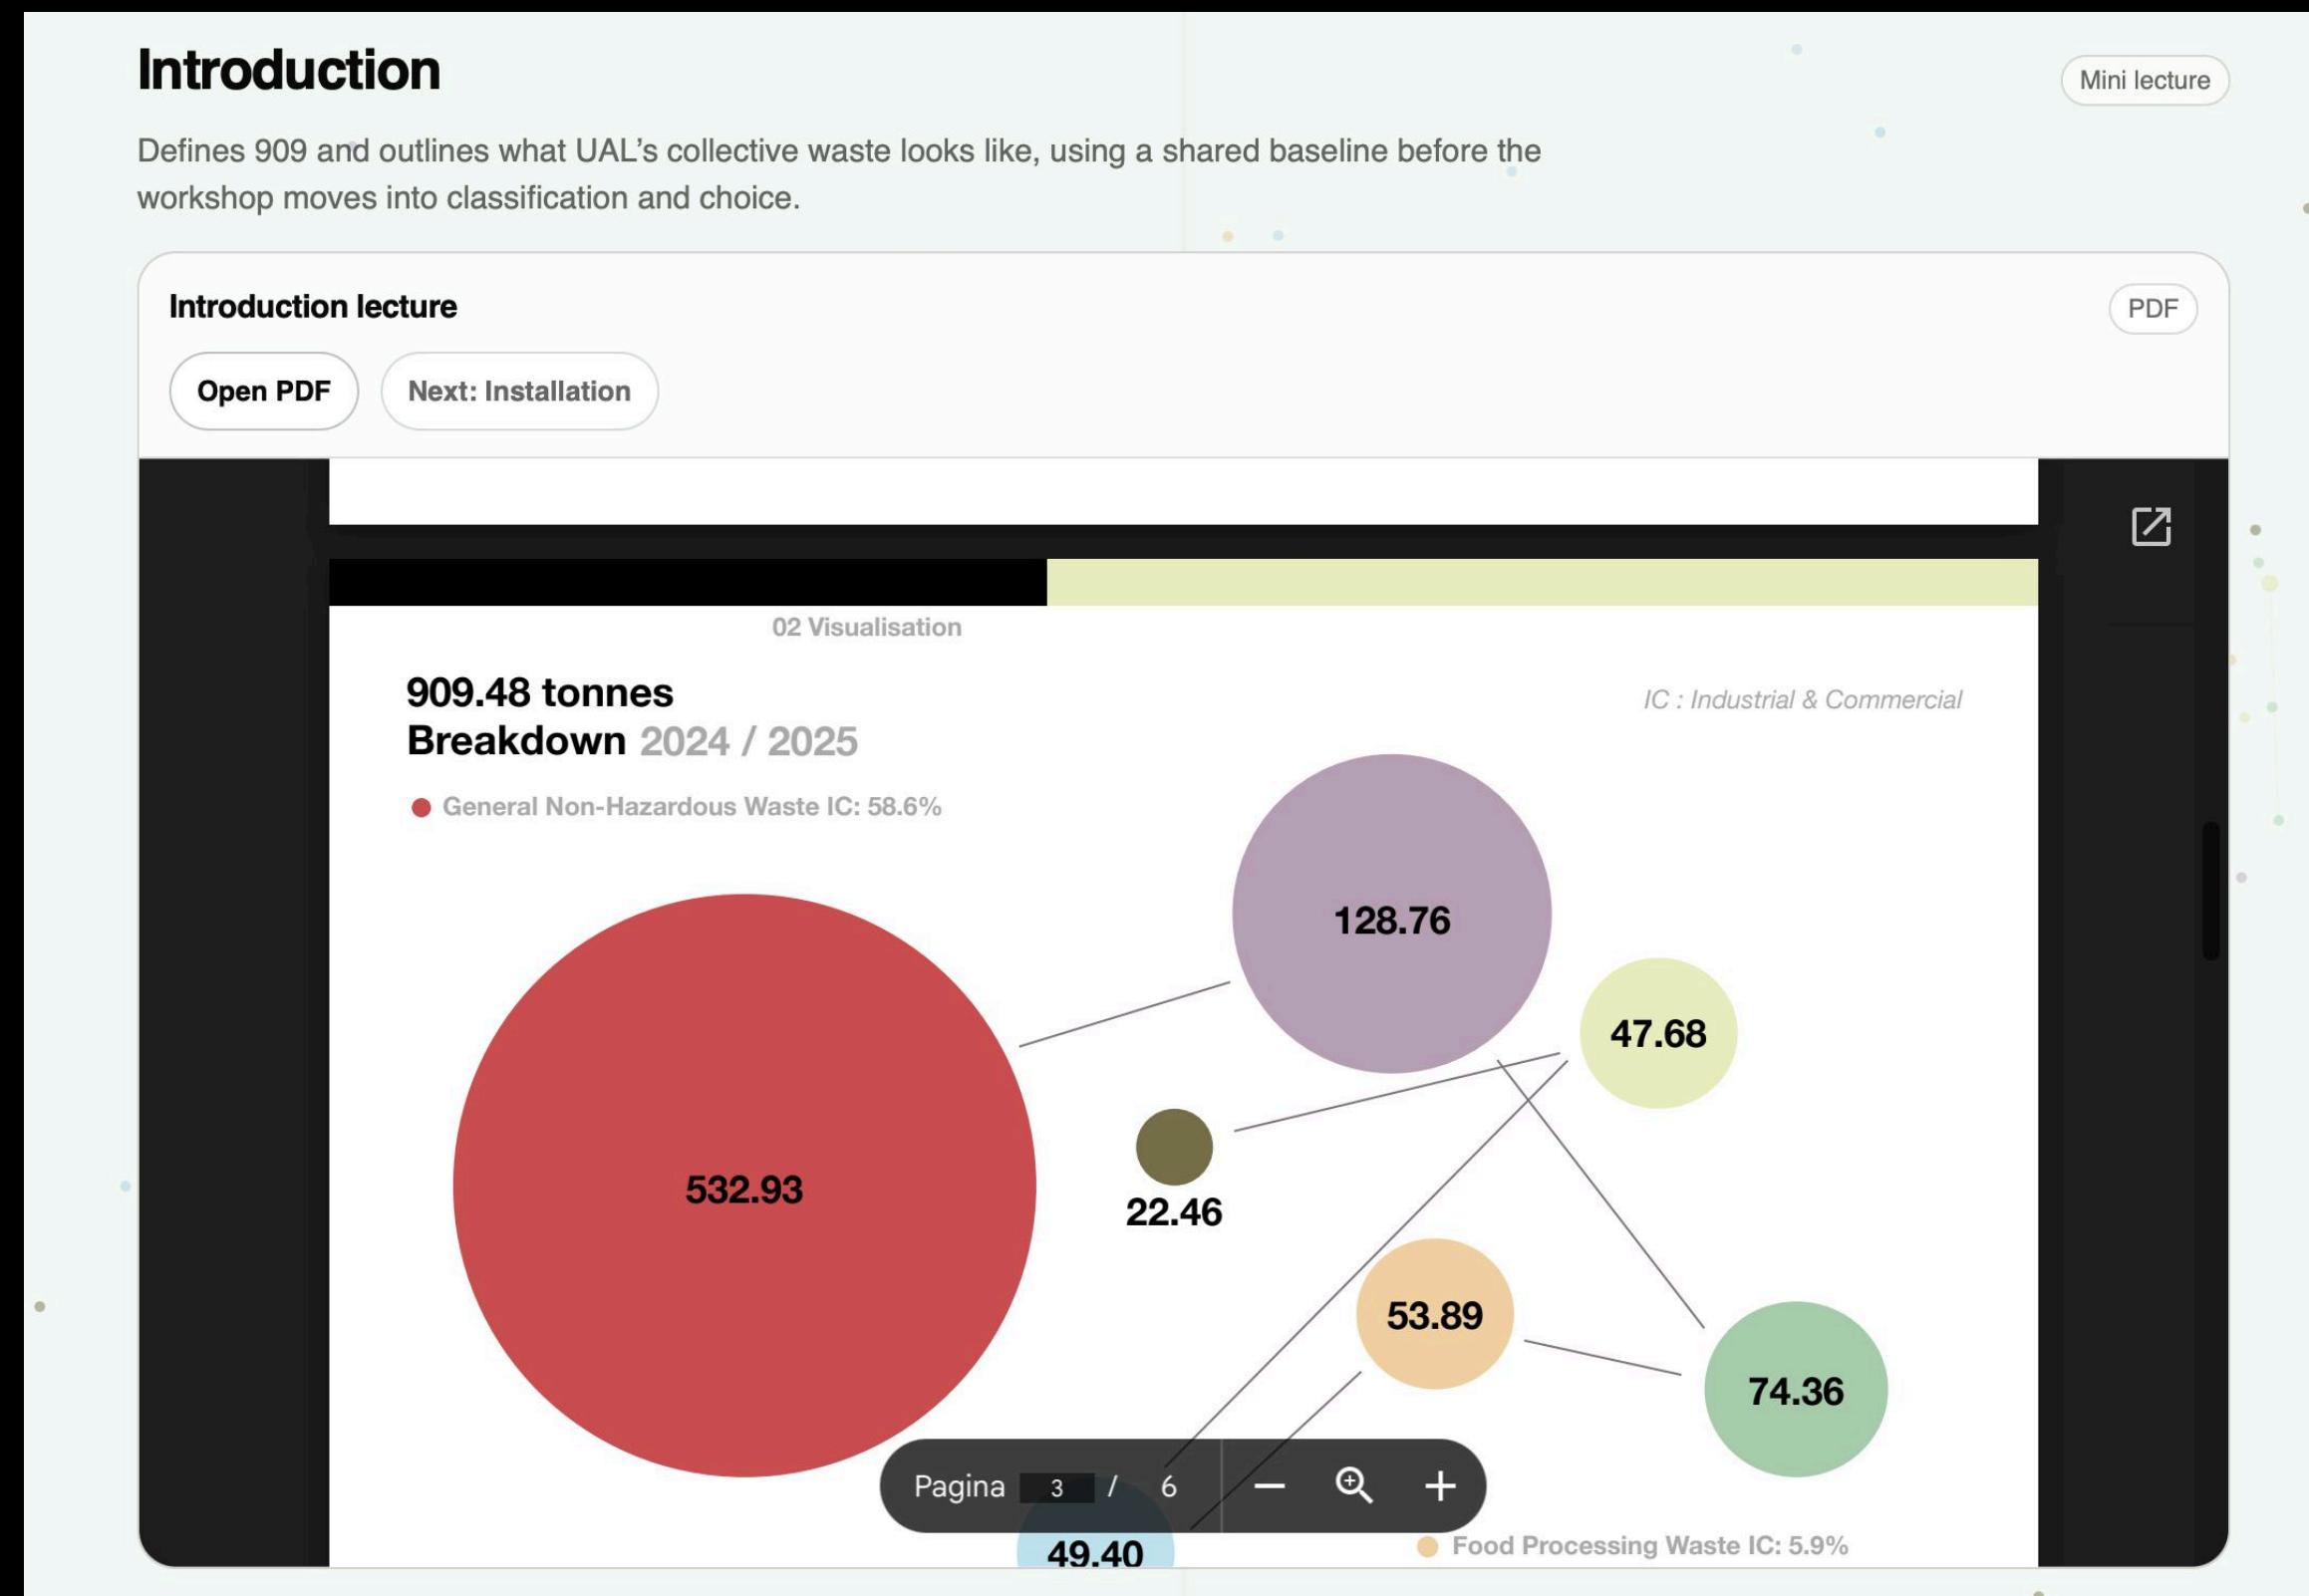 Introduction
Mini lecture
Defines 909 and outlines what UAL’s collective waste looks like, using a shared baseline before the
workshop moves into classification and choice.
Introduction lecture
PDF
Open PDF
Next: Installation
02 Visualisation
909.48 tonnes
Breakdown 2024 / 2025
IC : Industrial & Commercial
General Non-Hazardous Waste IC: 58.6%
128.76
47.68
532.93
22.46
53.89
74.36
Pagina 3 / 6
49.40
Food Processing Waste IC: 5.9%